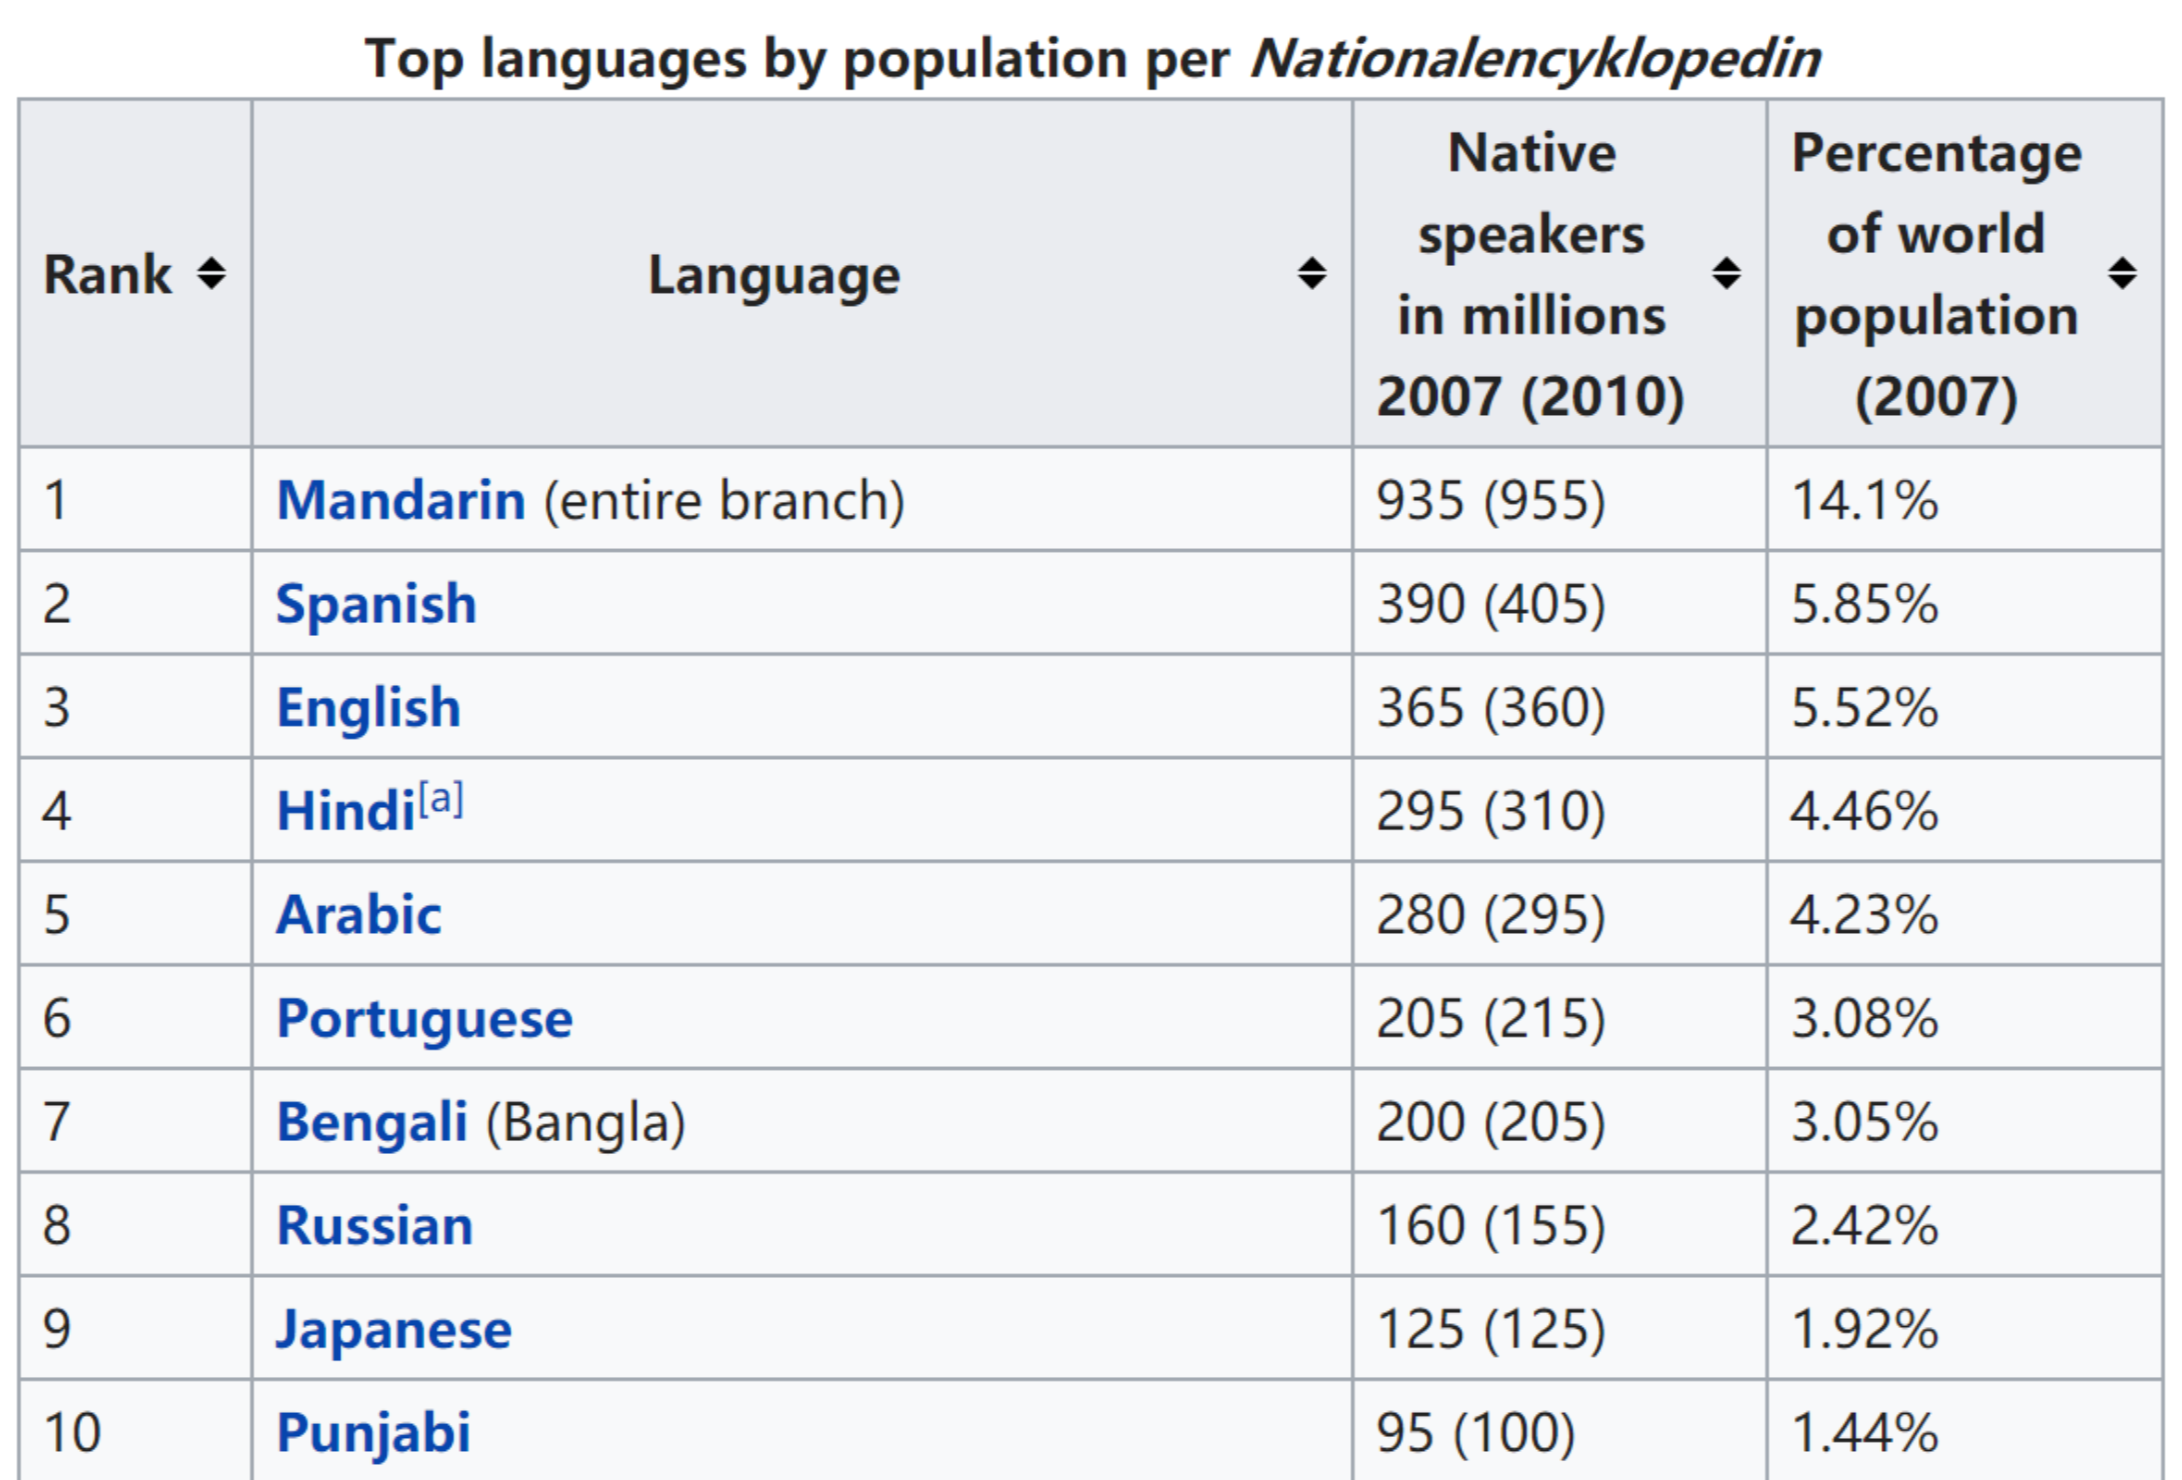 Top languages by population per Nationalencyklopedin
Rank Language Native speakers in millions 2007 (2010) Percentage of world population (2007)
1 Mandarin (entire branch) 935 (955) 14.1%
2 Spanish 390 (405) 5.85%
3 English 365 (360) 5.52%
4 Hindi[a] 295 (310) 4.46%
5 Arabic 280 (295) 4.23%
6 Portuguese 205 (215) 3.08%
7 Bengali (Bangla) 200 (205) 3.05%
8 Russian 160 (155) 2.42%
9 Japanese 125 (125) 1.92%
10 Punjabi 95 (100) 1.44%